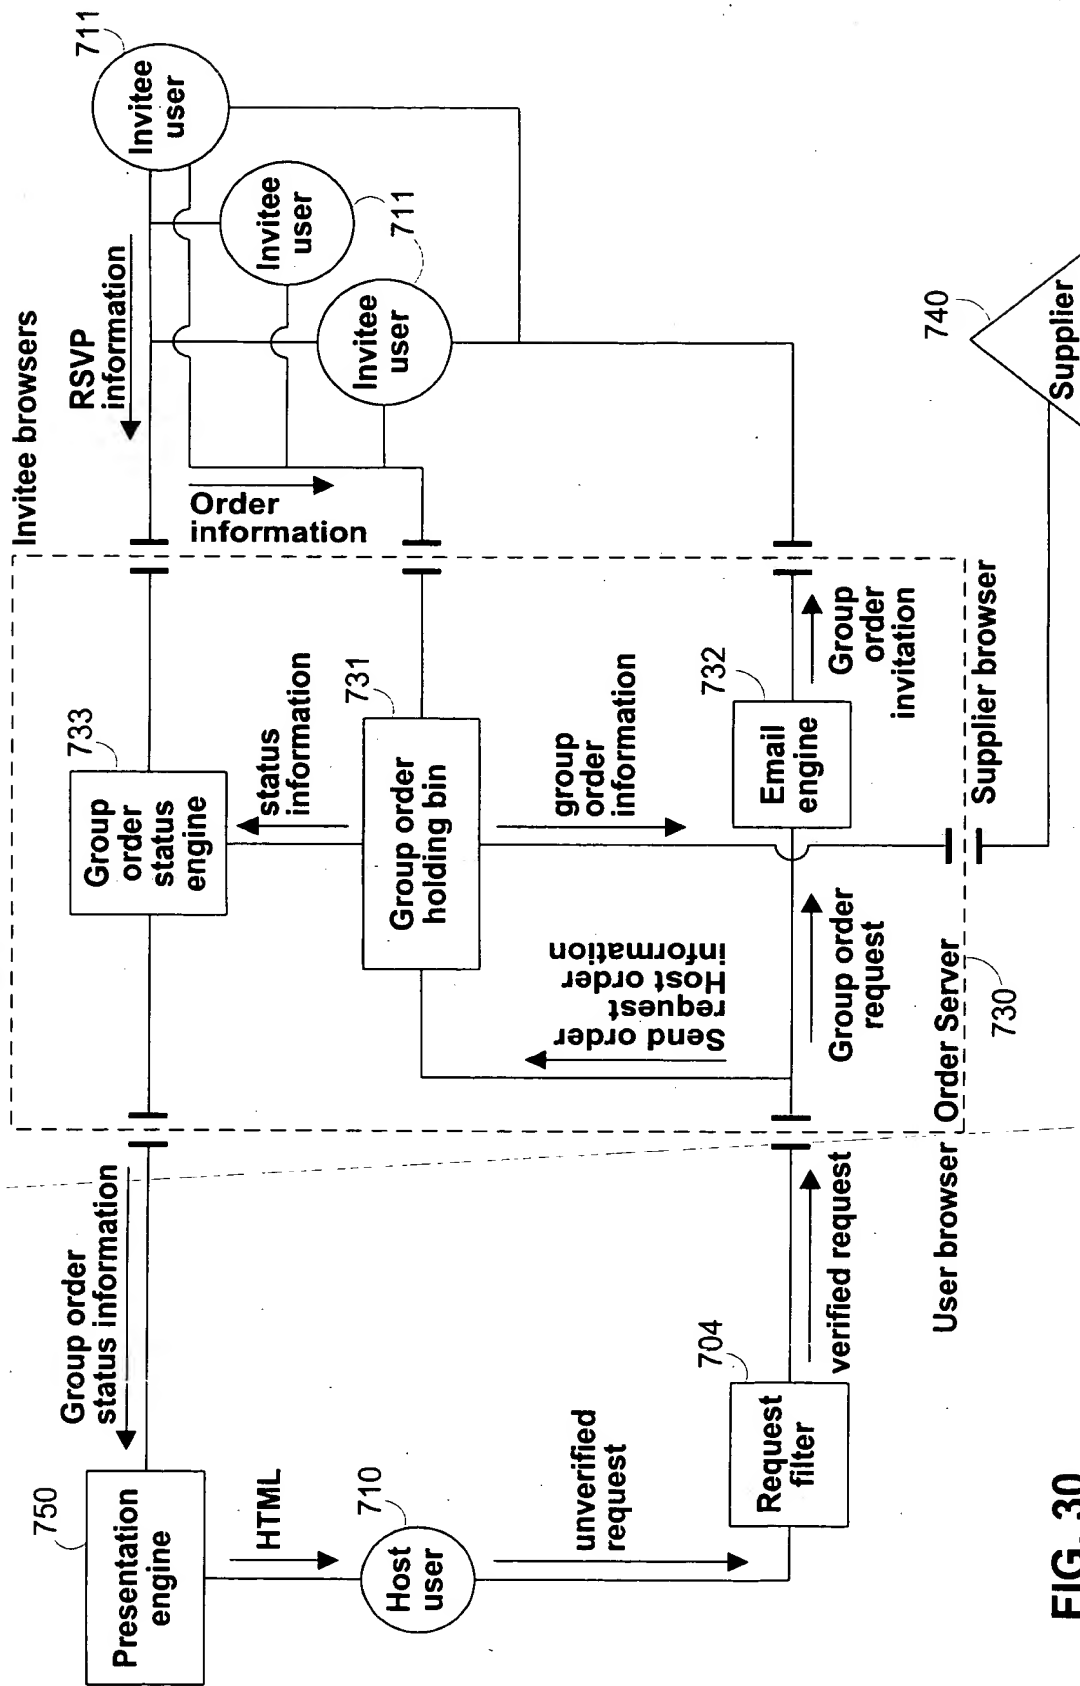 750
Presentation
engine
Group order
status information
HTML
710
Host
user
unverified
request
704
Request
filter
verified request
User browser
Order Server
730
733
Group
order
status
engine
status
information
731
Group order
holding bin
group
order
information
Send order
request
Host order
information
Group order
request
732
Email
engine
Group
order
invitation
Supplier browser
Invitee browsers
RSVP
information
Order
information
711
Invitee
user
Invitee
user
711
Invitee
user
740
Supplier
FIG. 30